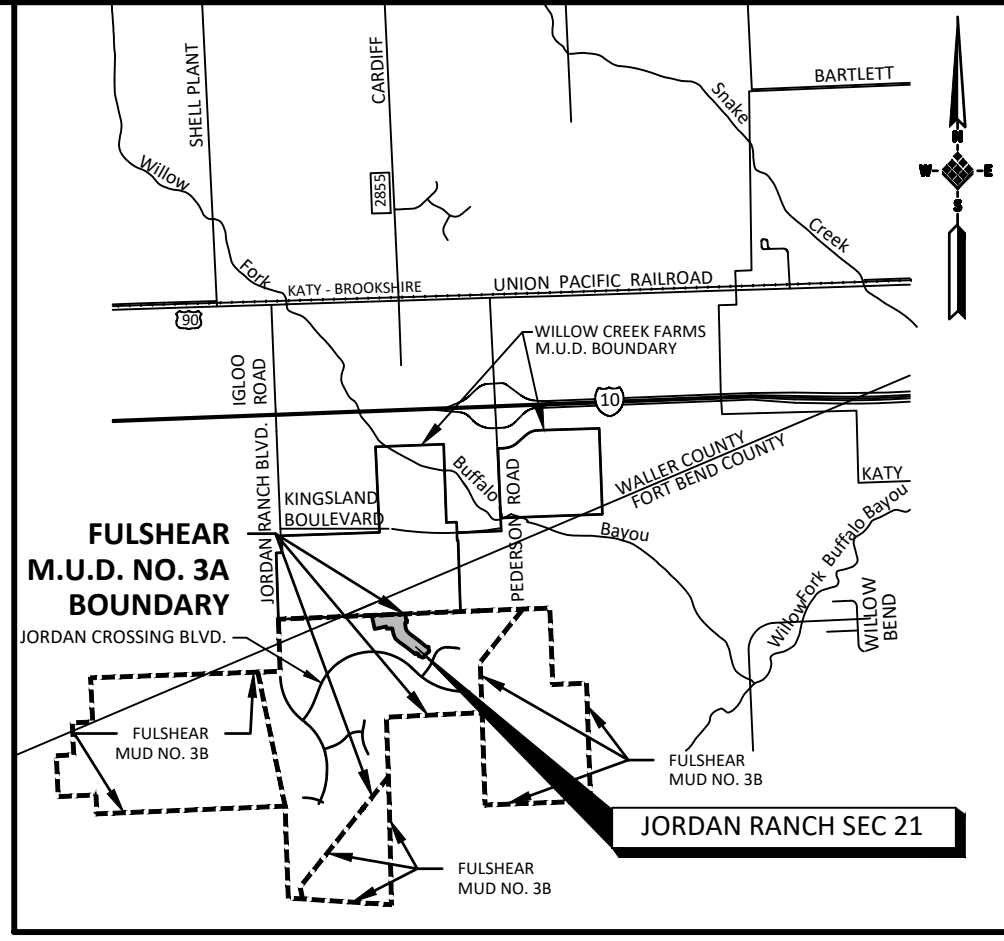 SHELL PLANT
CARDIFF
BARTLETT
Snake
Creek
Willow
Fork
2855
N
W
E
S
KATY - BROOKSHIRE
UNION PACIFIC RAILROAD
90
WILLOW CREEK FARMS
M.U.D. BOUNDARY
IGLOO
ROAD
10
JORDAN RANCH BLVD.
KINGSLAND
BOULEVARD
Buffalo
Bayou
PEDERSON ROAD
WALLER COUNTY
FORT BEND COUNTY
KATY
Willow Fork Buffalo Bayou
WILLOW
BEND
FULSHEAR
M.U.D. NO. 3A
BOUNDARY
JORDAN CROSSING BLVD.
FULSHEAR
MUD NO. 3B
FULSHEAR
MUD NO. 3B
JORDAN RANCH SEC 21
FULSHEAR
MUD NO. 3B